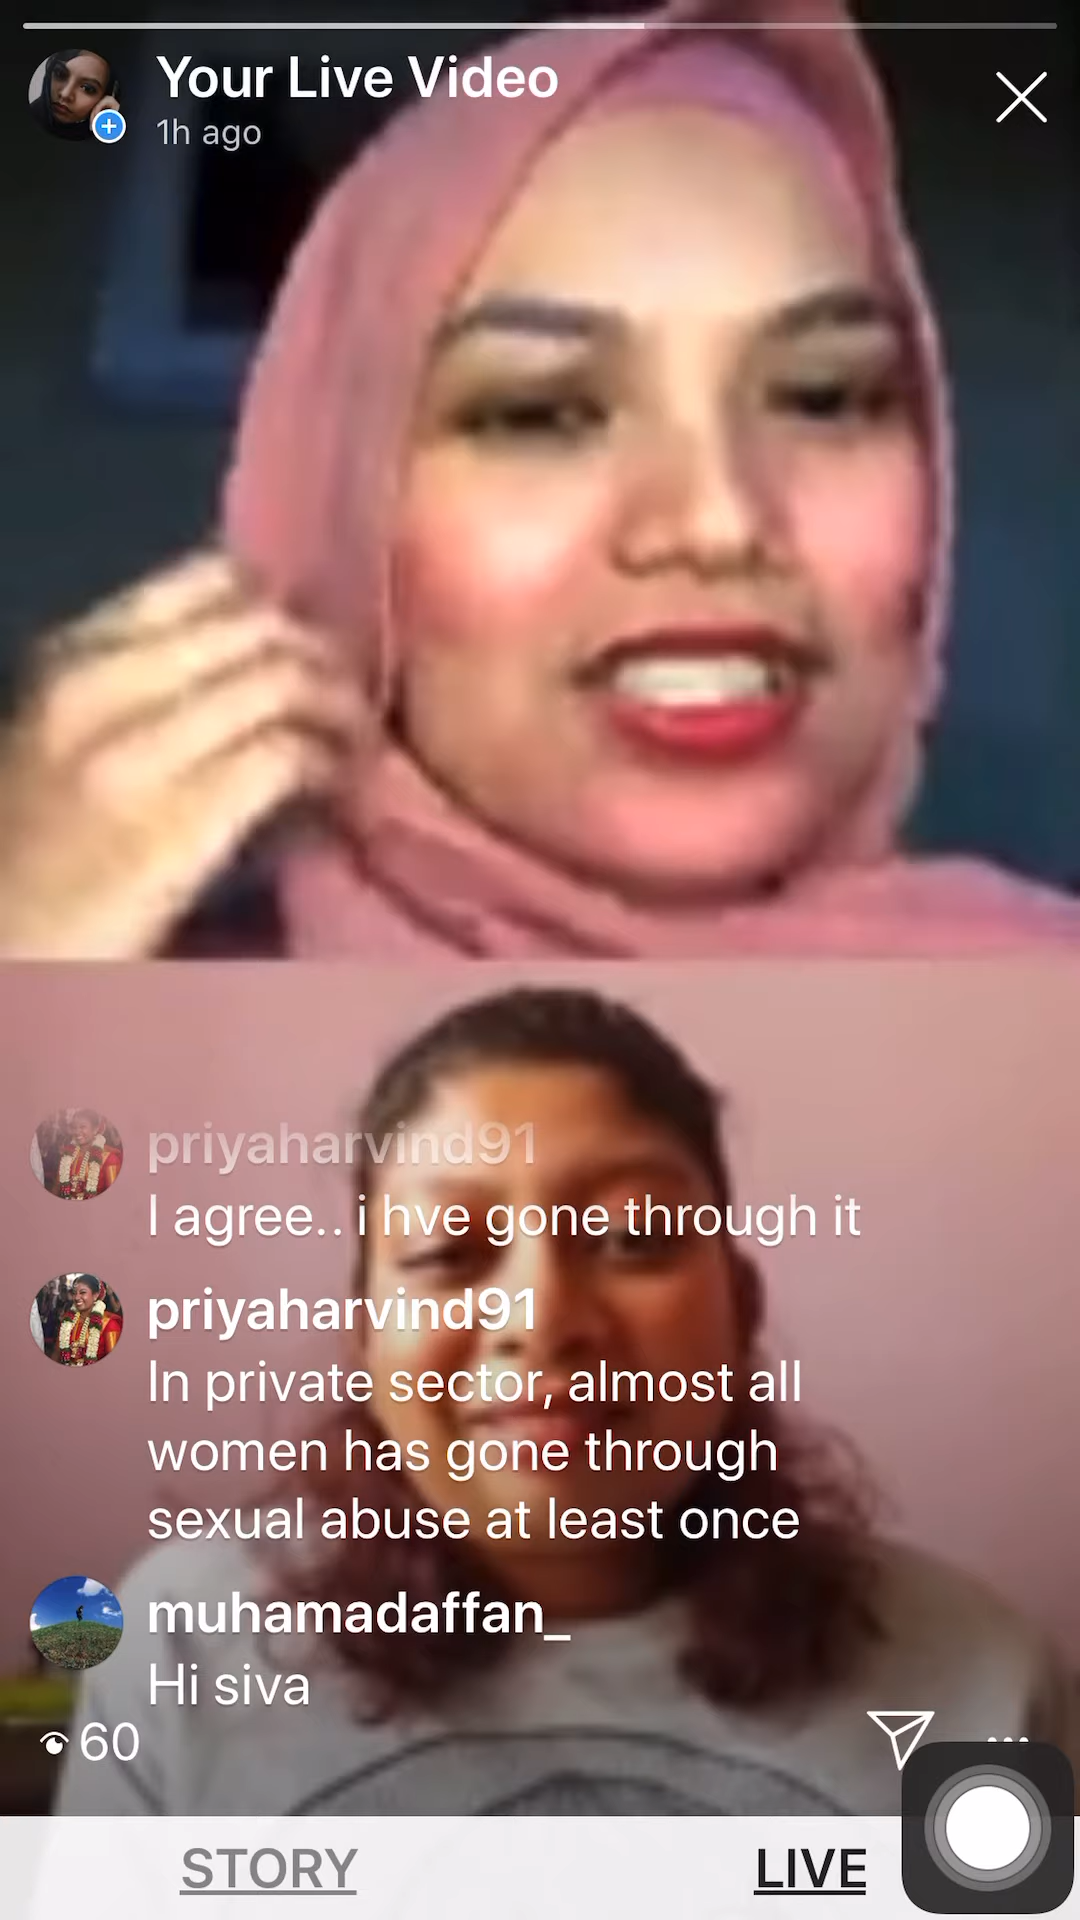 Your Live Video
1h ago
priyaharvind91
I agree.. i hve gone through it
priyaharvind91
In private sector, almost all
women has gone through
sexual abuse at least once
muhamadaffan_
Hi siva
60
STORY
LIVE